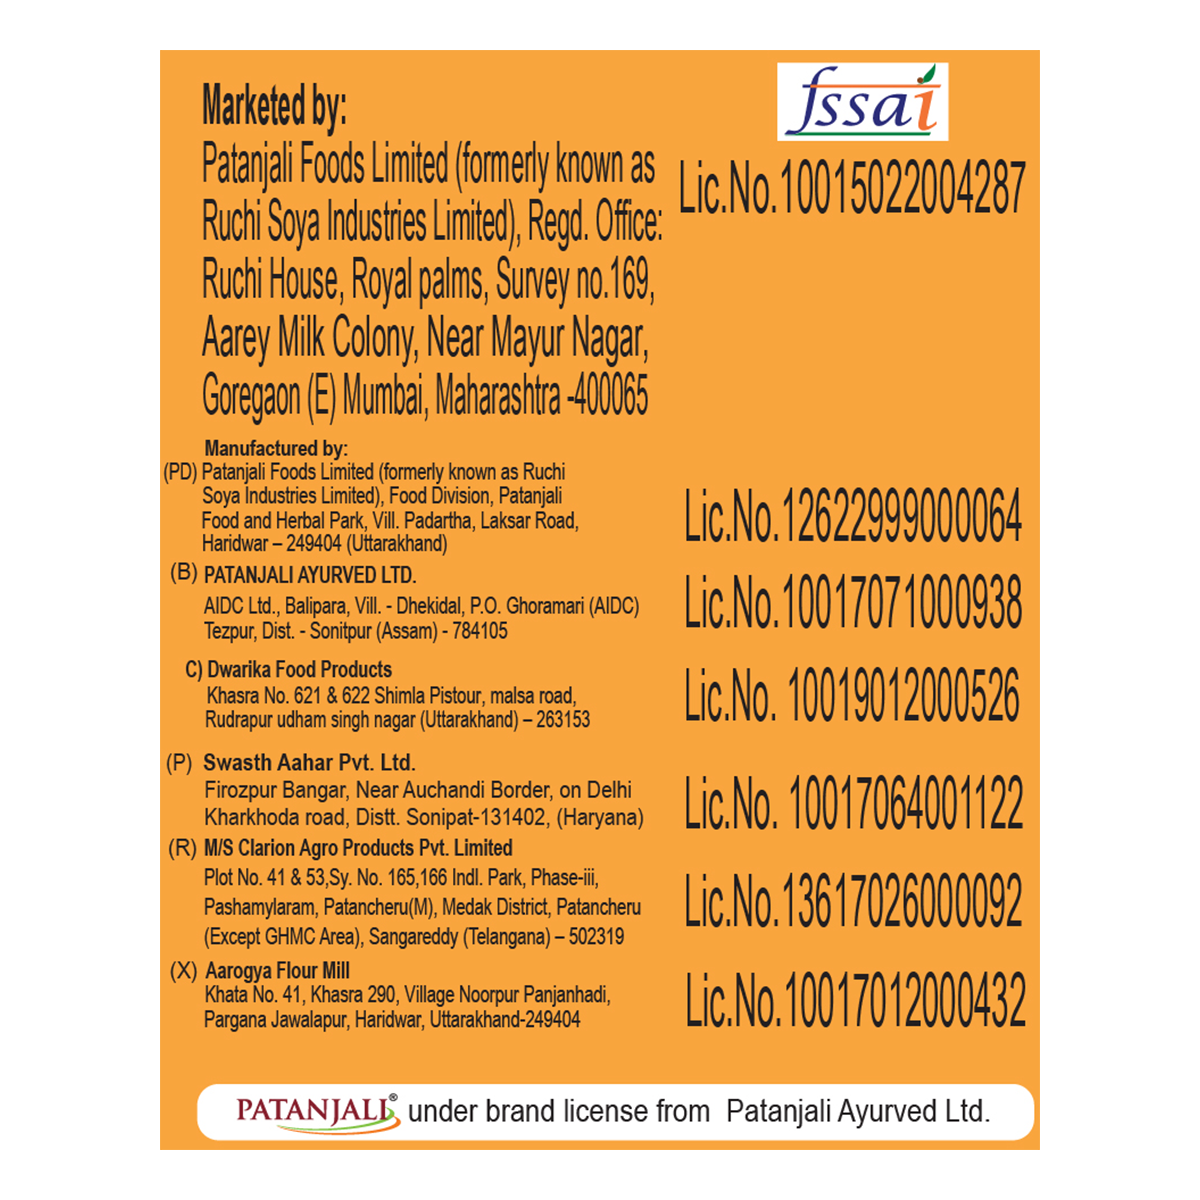 fssai
Marketed by:
Patanjali Foods Limited (formerly known as
Ruchi Soya Industries Limited), Regd. Office:
Ruchi House, Royal palms, Survey no.169,
Aarey Milk Colony, Near Mayur Nagar,
Goregaon (E) Mumbai, Maharashtra -400065
Lic.No.10015022004287
Manufactured by:
(PD) Patanjali Foods Limited (formerly known as Ruchi
Soya Industries Limited), Food Division, Patanjali
Food and Herbal Park, Vill. Padartha, Laksar Road,
Haridwar – 249404 (Uttarakhand)
Lic.No.12622999000064
(B) PATANJALI AYURVED LTD.
AIDC Ltd., Balipara, Vill. - Dhekidal, P.O. Ghoramari (AIDC)
Tezpur, Dist. - Sonitpur (Assam) - 784105
Lic.No.10017071000938
C) Dwarika Food Products
Khasra No. 621 & 622 Shimla Pistour, malsa road,
Rudrapur udham singh nagar (Uttarakhand) – 263153
Lic.No. 10019012000526
(P) Swasth Aahar Pvt. Ltd.
Firozpur Bangar, Near Auchandi Border, on Delhi
Kharkhoda road, Distt. Sonipat-131402, (Haryana)
Lic.No. 10017064001122
(R) M/S Clarion Agro Products Pvt. Limited
Plot No. 41 & 53,Sy. No. 165,166 Indl. Park, Phase-iii,
Pashamylaram, Patancheru(M), Medak District, Patancheru
(Except GHMC Area), Sangareddy (Telangana) – 502319
Lic.No.13617026000092
(X) Aarogya Flour Mill
Khata No. 41, Khasra 290, Village Noorpur Panjanhadi,
Pargana Jawalapur, Haridwar, Uttarakhand-249404
Lic.No.10017012000432
PATANJALI® under brand license from Patanjali Ayurved Ltd.